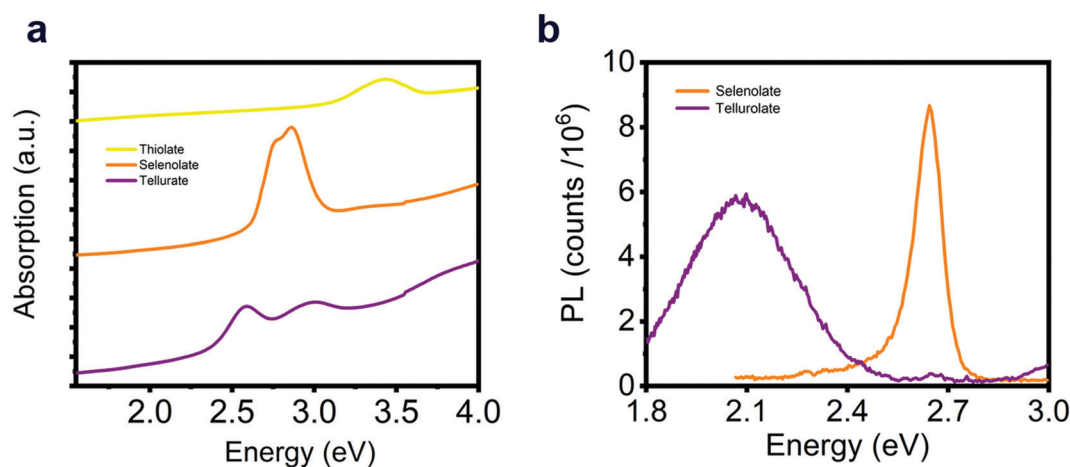 a
Absorption (a.u.)
Thiolate
Selenolate
Tellurate
2.0 2.5 3.0 3.5 4.0
Energy (eV)
b
PL (counts /10⁶)
10
8
6
4
2
0
Selenolate
Tellurolate
1.8 2.1 2.4 2.7 3.0
Energy (eV)